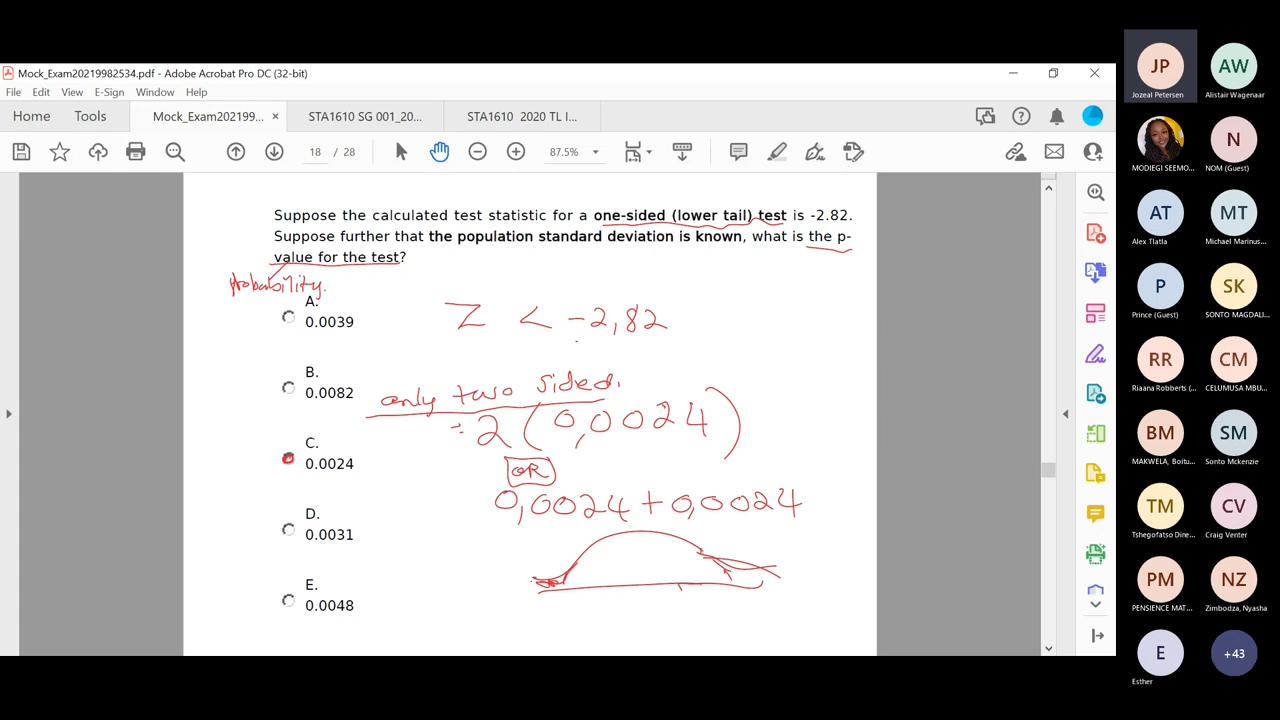 Mock_Exam20219982534.pdf - Adobe Acrobat Pro DC (32-bit)
File Edit View E-Sign Window Help
Home Tools Mock_Exam202199... × STA1610 SG 001_20... STA1610 2020 TL l...
18 / 28 87.5%
Suppose the calculated test statistic for a one-sided (lower tail) test is -2.82.
Suppose further that the population standard deviation is known, what is the p-
value for the test?
Probability.
A.
0.0039
Z < -2,82
B.
0.0082
only two sided.
÷ 2 (0,0024)
C.
0.0024
OR
0,0024 + 0,0024
D.
0.0031
E.
0.0048
JP
Jozeal Petersen
AW
Alistair Wagenaar
MODIEGI SEEMO...
N
NOM (Guest)
AT
Alex Tlatla
MT
Michael Marinus...
P
Prince (Guest)
SK
SONTO MAGDALI...
RR
Riaana Robberts (...
CM
CELUMUSA MBU...
BM
MAKWELA, Boitu...
SM
Sonto Mckenzie
TM
Tshegofatso Dine...
CV
Craig Venter
PM
PENSIENCE MAT...
NZ
Zimbodza, Nyasha
E
Esther
+43